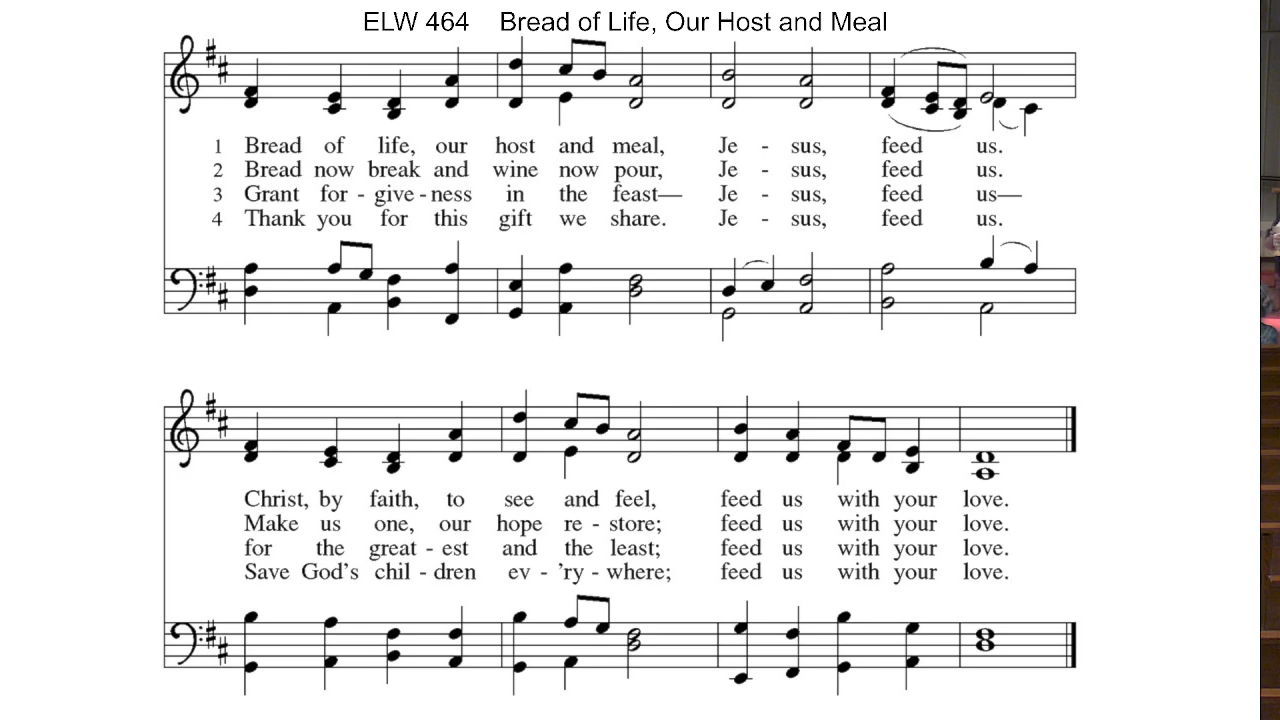 ELW 464 Bread of Life, Our Host and Meal
1 Bread of life, our host and meal, Je - sus, feed us.
2 Bread now break and wine now pour, Je - sus, feed us.
3 Grant for - give - ness in the feast— Je - sus, feed us—
4 Thank you for this gift we share. Je - sus, feed us.
Christ, by faith, to see and feel, feed us with your love.
Make us one, our hope re - store; feed us with your love.
for the great - est and the least; feed us with your love.
Save God's chil - dren ev - 'ry - where; feed us with your love.